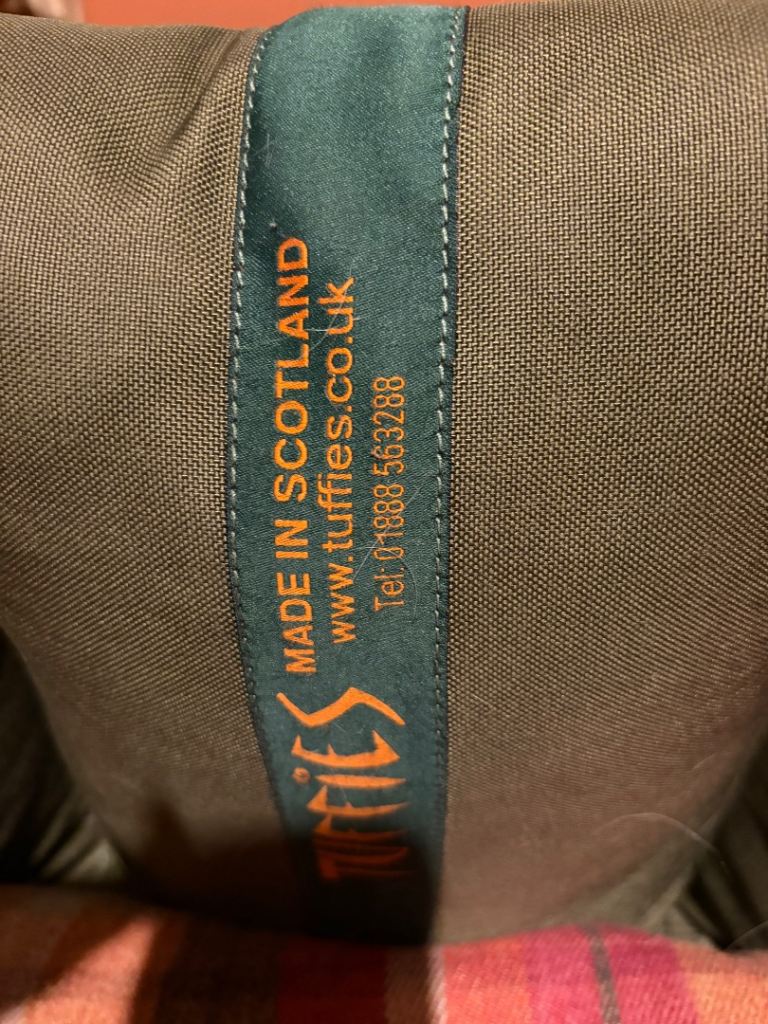 TUFFiES
MADE IN SCOTLAND
www.tuffies.co.uk
Tel: 01888 563288